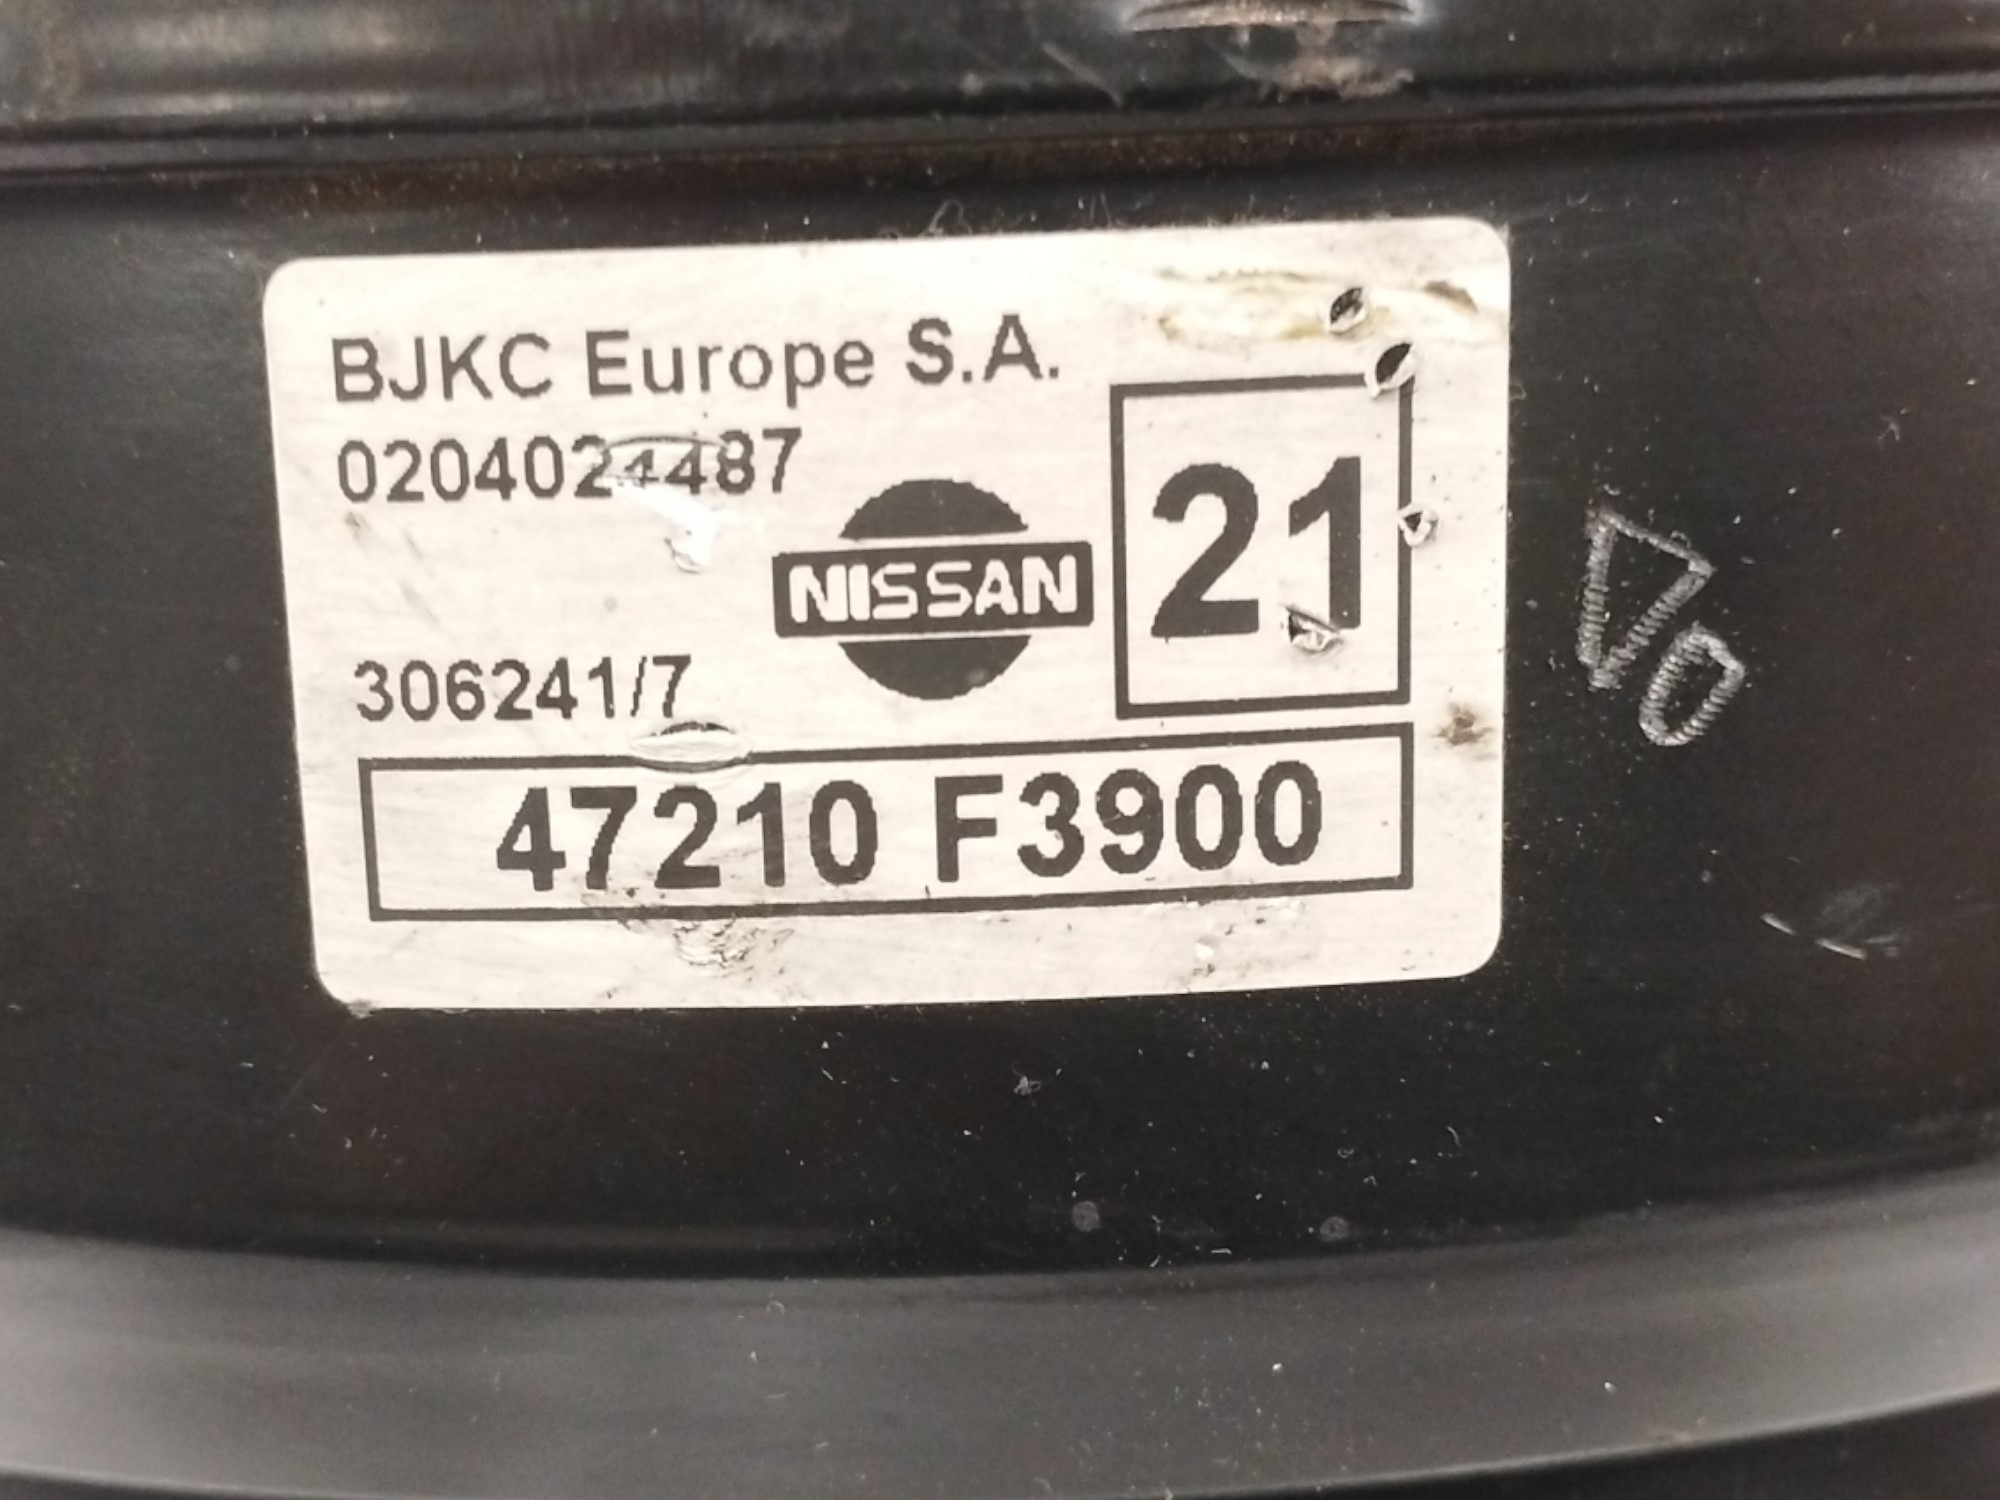 BJKC Europe S.A.
0204024487
NISSAN
21
306241/7
47210 F3900